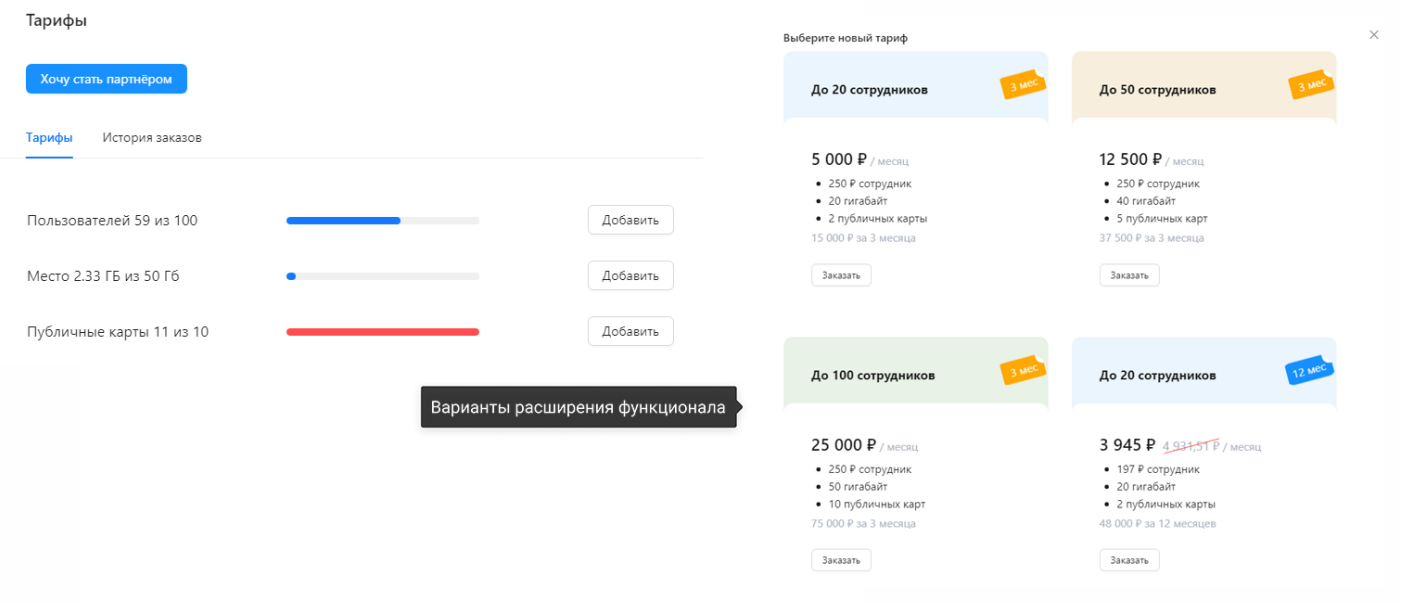 Тарифы
Хочу стать партнёром
Тарифы
История заказов
Пользователей 59 из 100
Добавить
Место 2.33 ГБ из 50 Гб
Добавить
Публичные карты 11 из 10
Добавить
Варианты расширения функционала
Выберите новый тариф
До 20 сотрудников
3 мес
5 000 ₽ / месяц
250 ₽ сотрудник
20 гигабайт
2 публичных карты
15 000 ₽ за 3 месяца
Заказать
До 50 сотрудников
3 мес
12 500 ₽ / месяц
250 ₽ сотрудник
40 гигабайт
5 публичных карт
37 500 ₽ за 3 месяца
Заказать
До 100 сотрудников
3 мес
25 000 ₽ / месяц
250 ₽ сотрудник
50 гигабайт
10 публичных карт
75 000 ₽ за 3 месяца
Заказать
До 20 сотрудников
12 мес
3 945 ₽ 4 931,51 ₽ / месяц
197 ₽ сотрудник
20 гигабайт
2 публичных карты
48 000 ₽ за 12 месяцев
Заказать